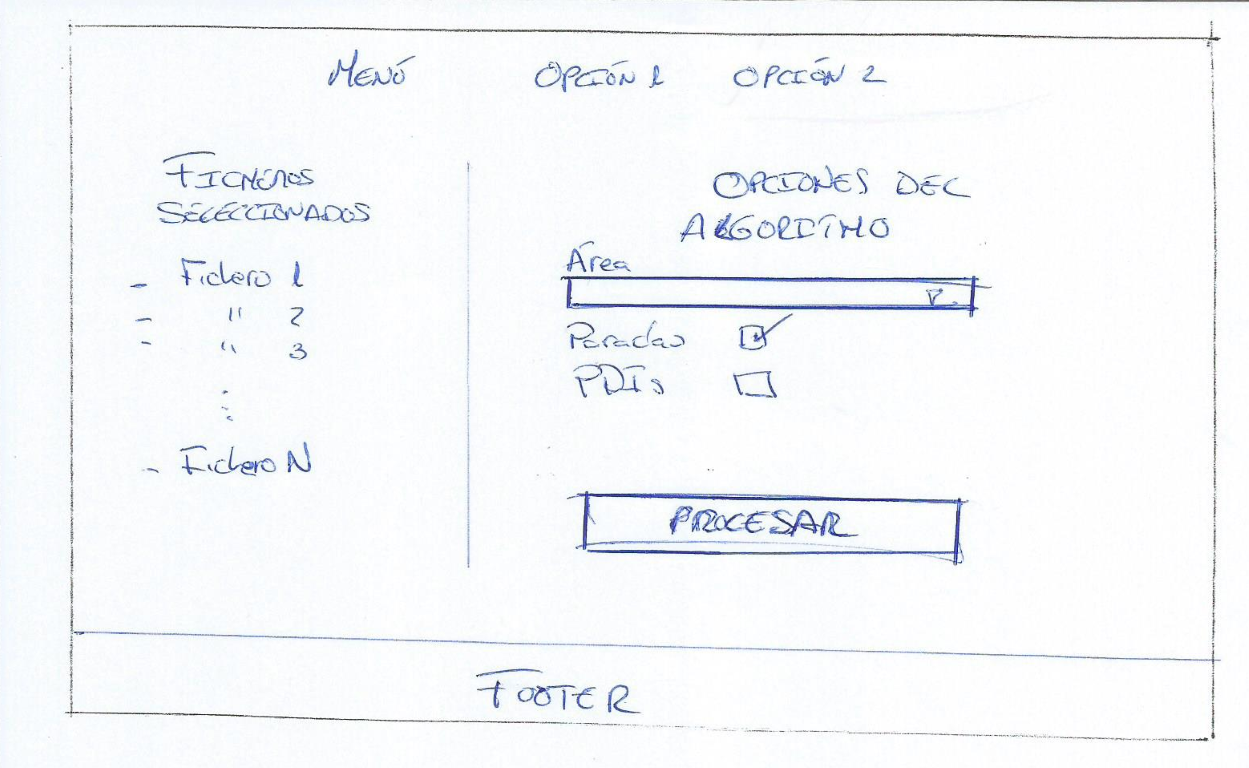 MENÚ OPCIÓN 1 OPCIÓN 2
FICHEROS
SELECCIONADOS
- Fichero 1
- " 2
- " 3
- Fichero N
OPCIONES DEL
ALGORITMO
Área
Paradas
PDIs
PROCESAR
FOOTER